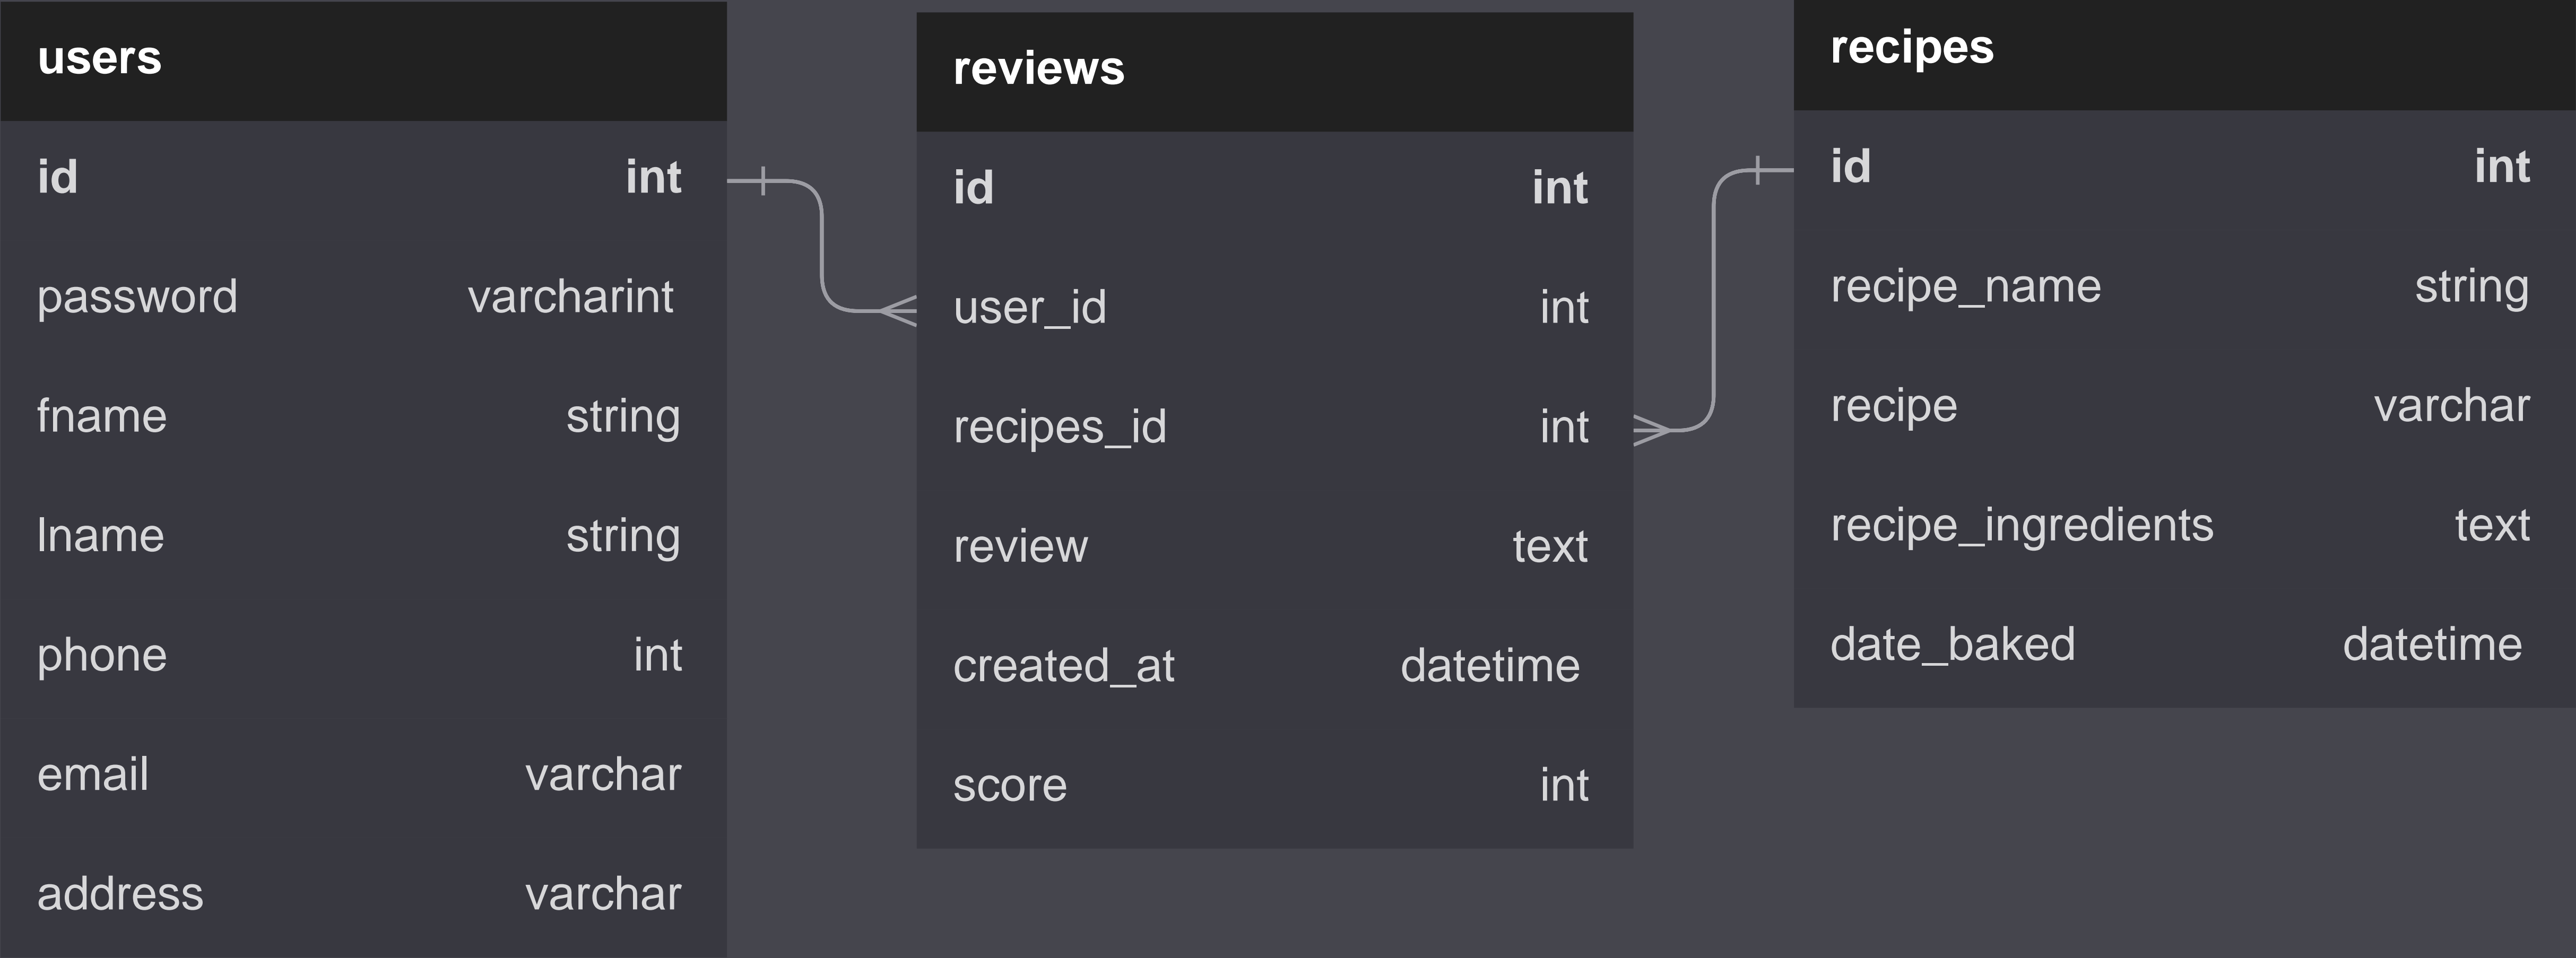 users
id int
password varcharint
fname string
lname string
phone int
email varchar
address varchar
reviews
id int
user_id int
recipes_id int
review text
created_at datetime
score int
recipes
id int
recipe_name string
recipe varchar
recipe_ingredients text
date_baked datetime